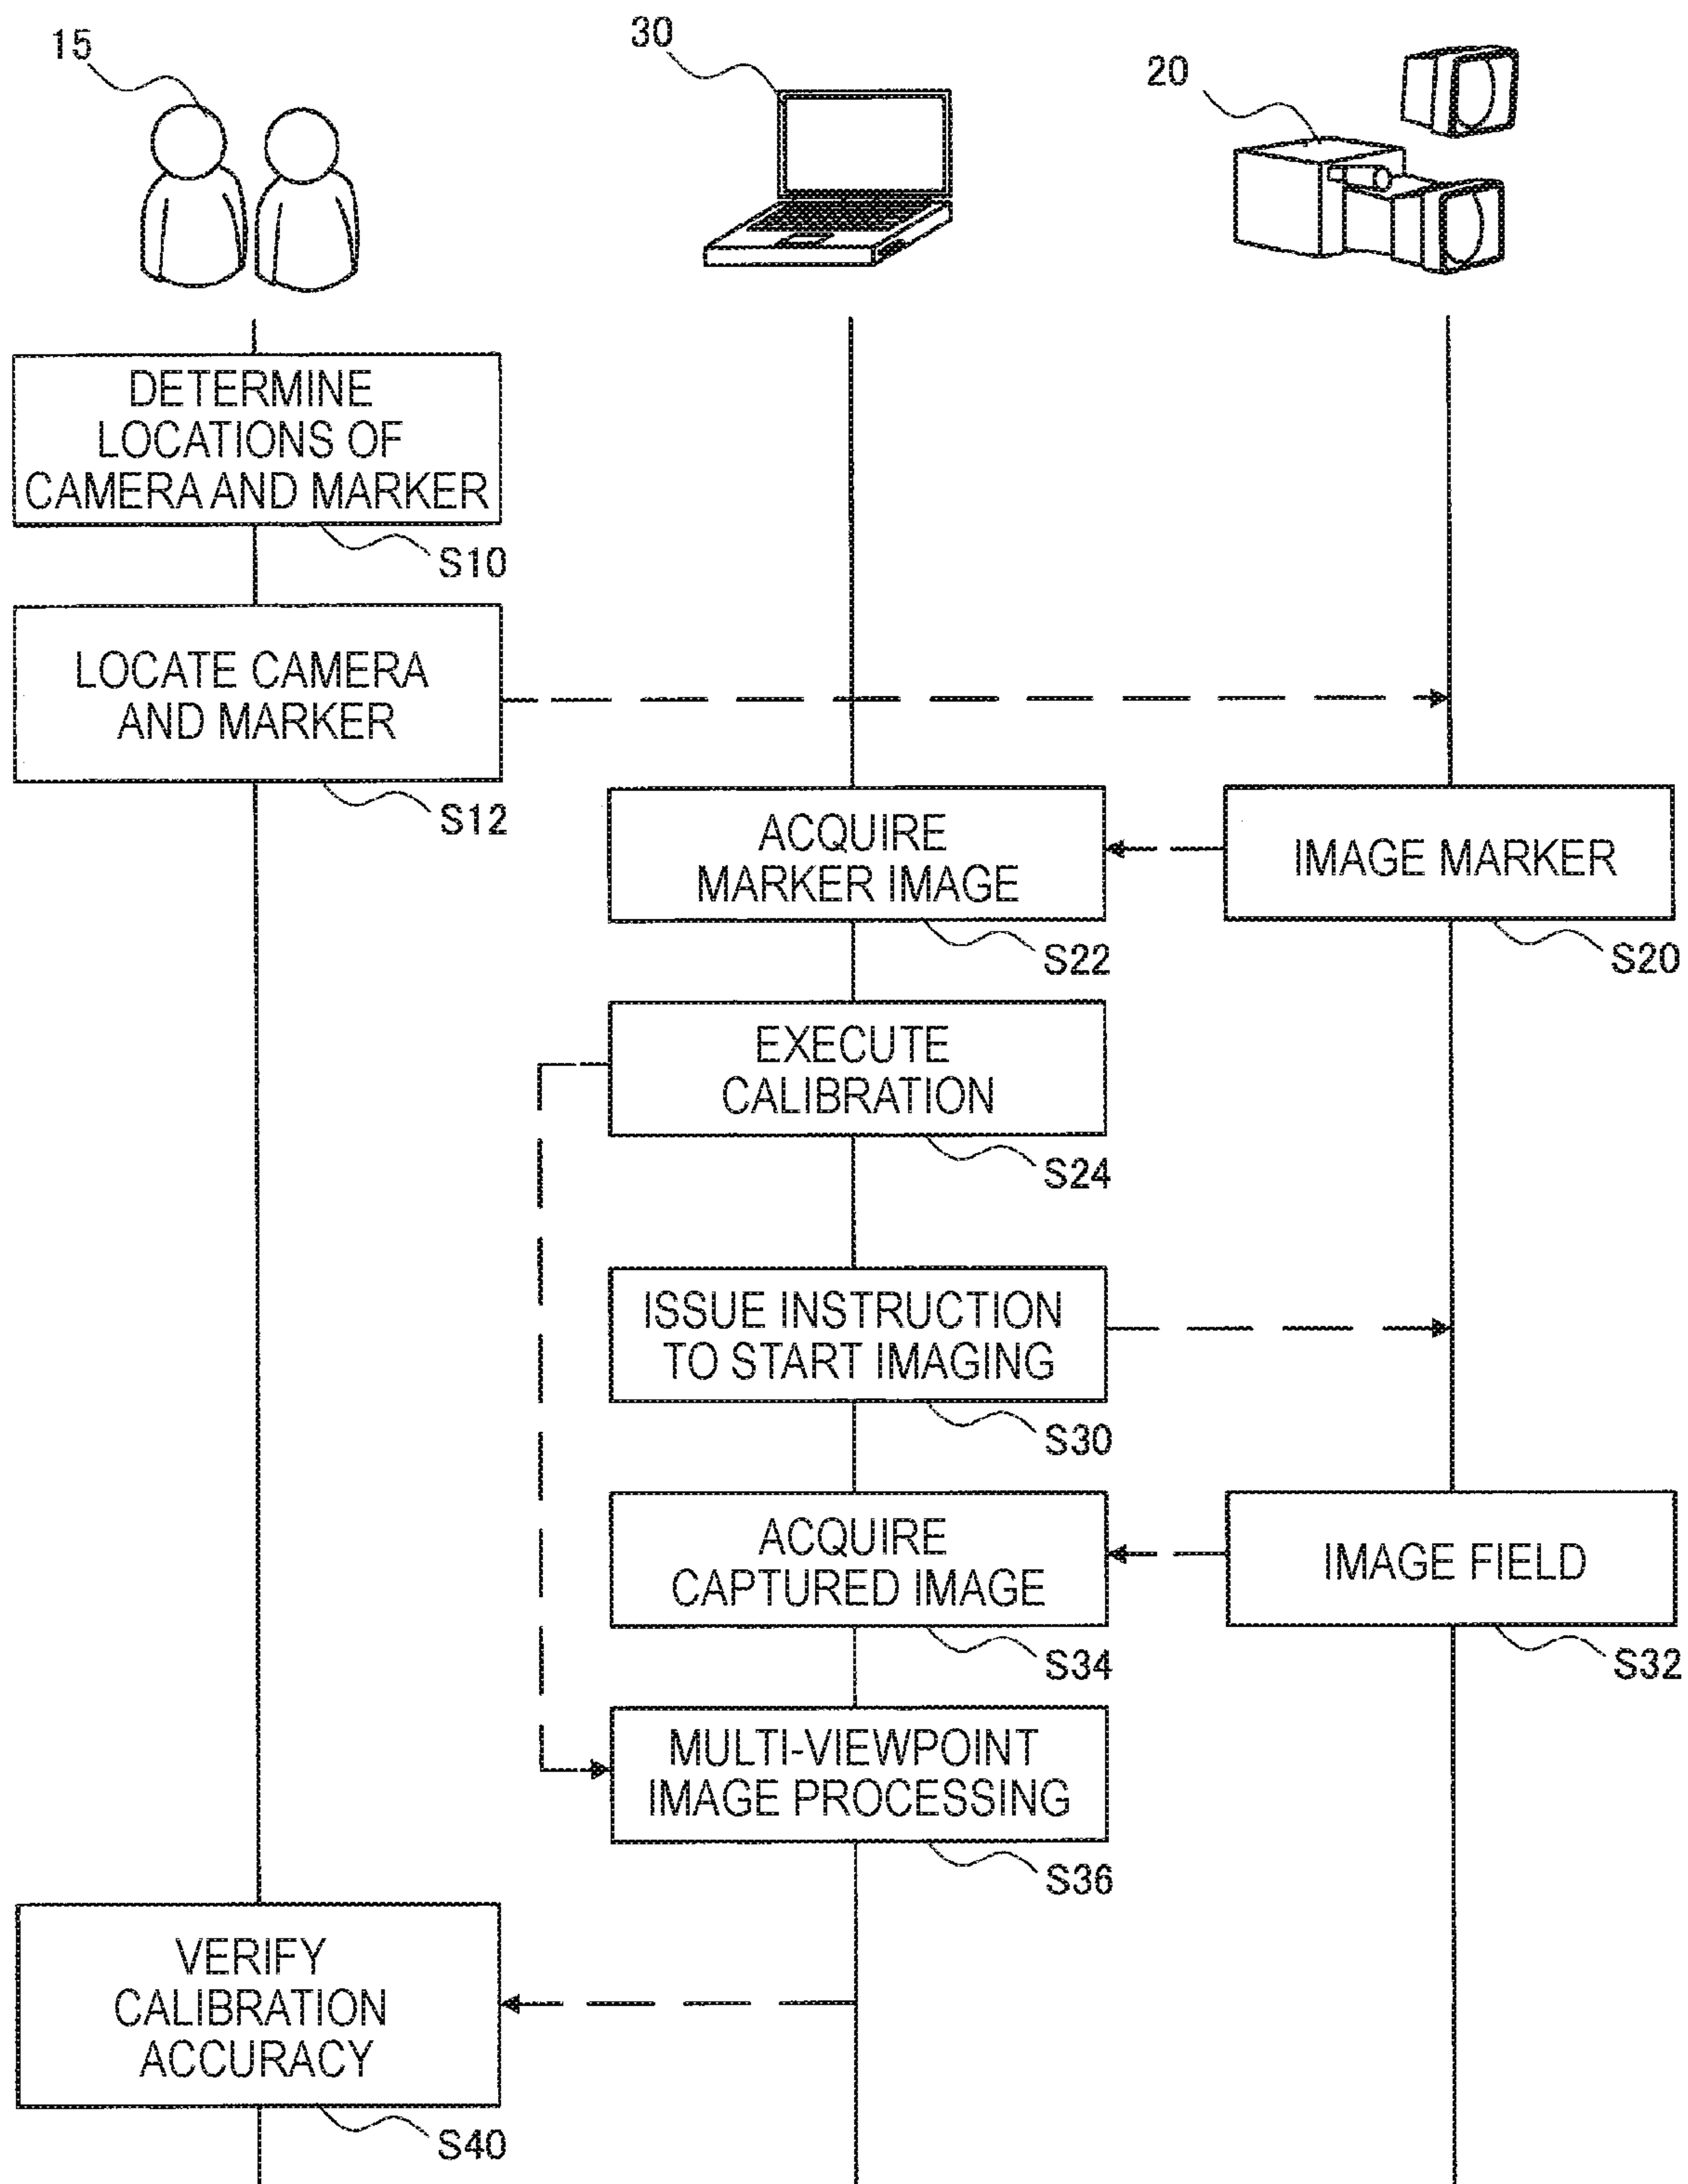 15
30
20
DETERMINE
LOCATIONS OF
CAMERA AND MARKER
S10
LOCATE CAMERA
AND MARKER
S12
ACQUIRE
MARKER IMAGE
S22
IMAGE MARKER
S20
EXECUTE
CALIBRATION
S24
ISSUE INSTRUCTION
TO START IMAGING
S30
ACQUIRE
CAPTURED IMAGE
S34
IMAGE FIELD
S32
MULTI-VIEWPOINT
IMAGE PROCESSING
S36
VERIFY
CALIBRATION
ACCURACY
S40